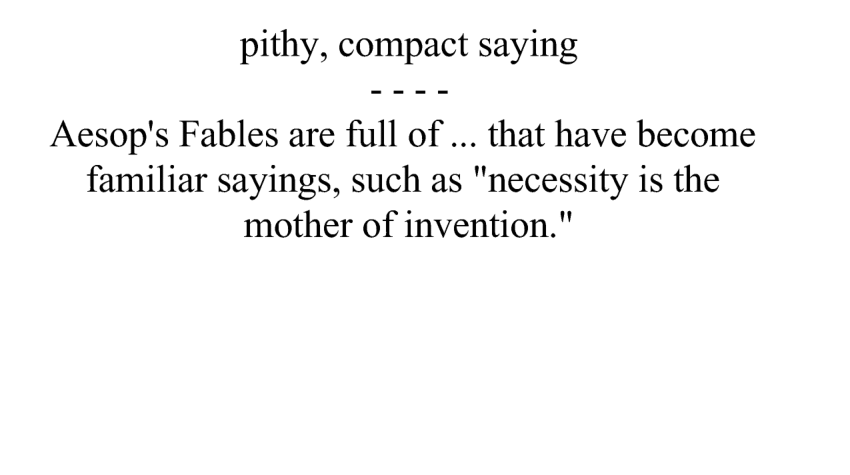 pithy, compact saying
- - - -
Aesop's Fables are full of ... that have become
familiar sayings, such as "necessity is the
mother of invention."